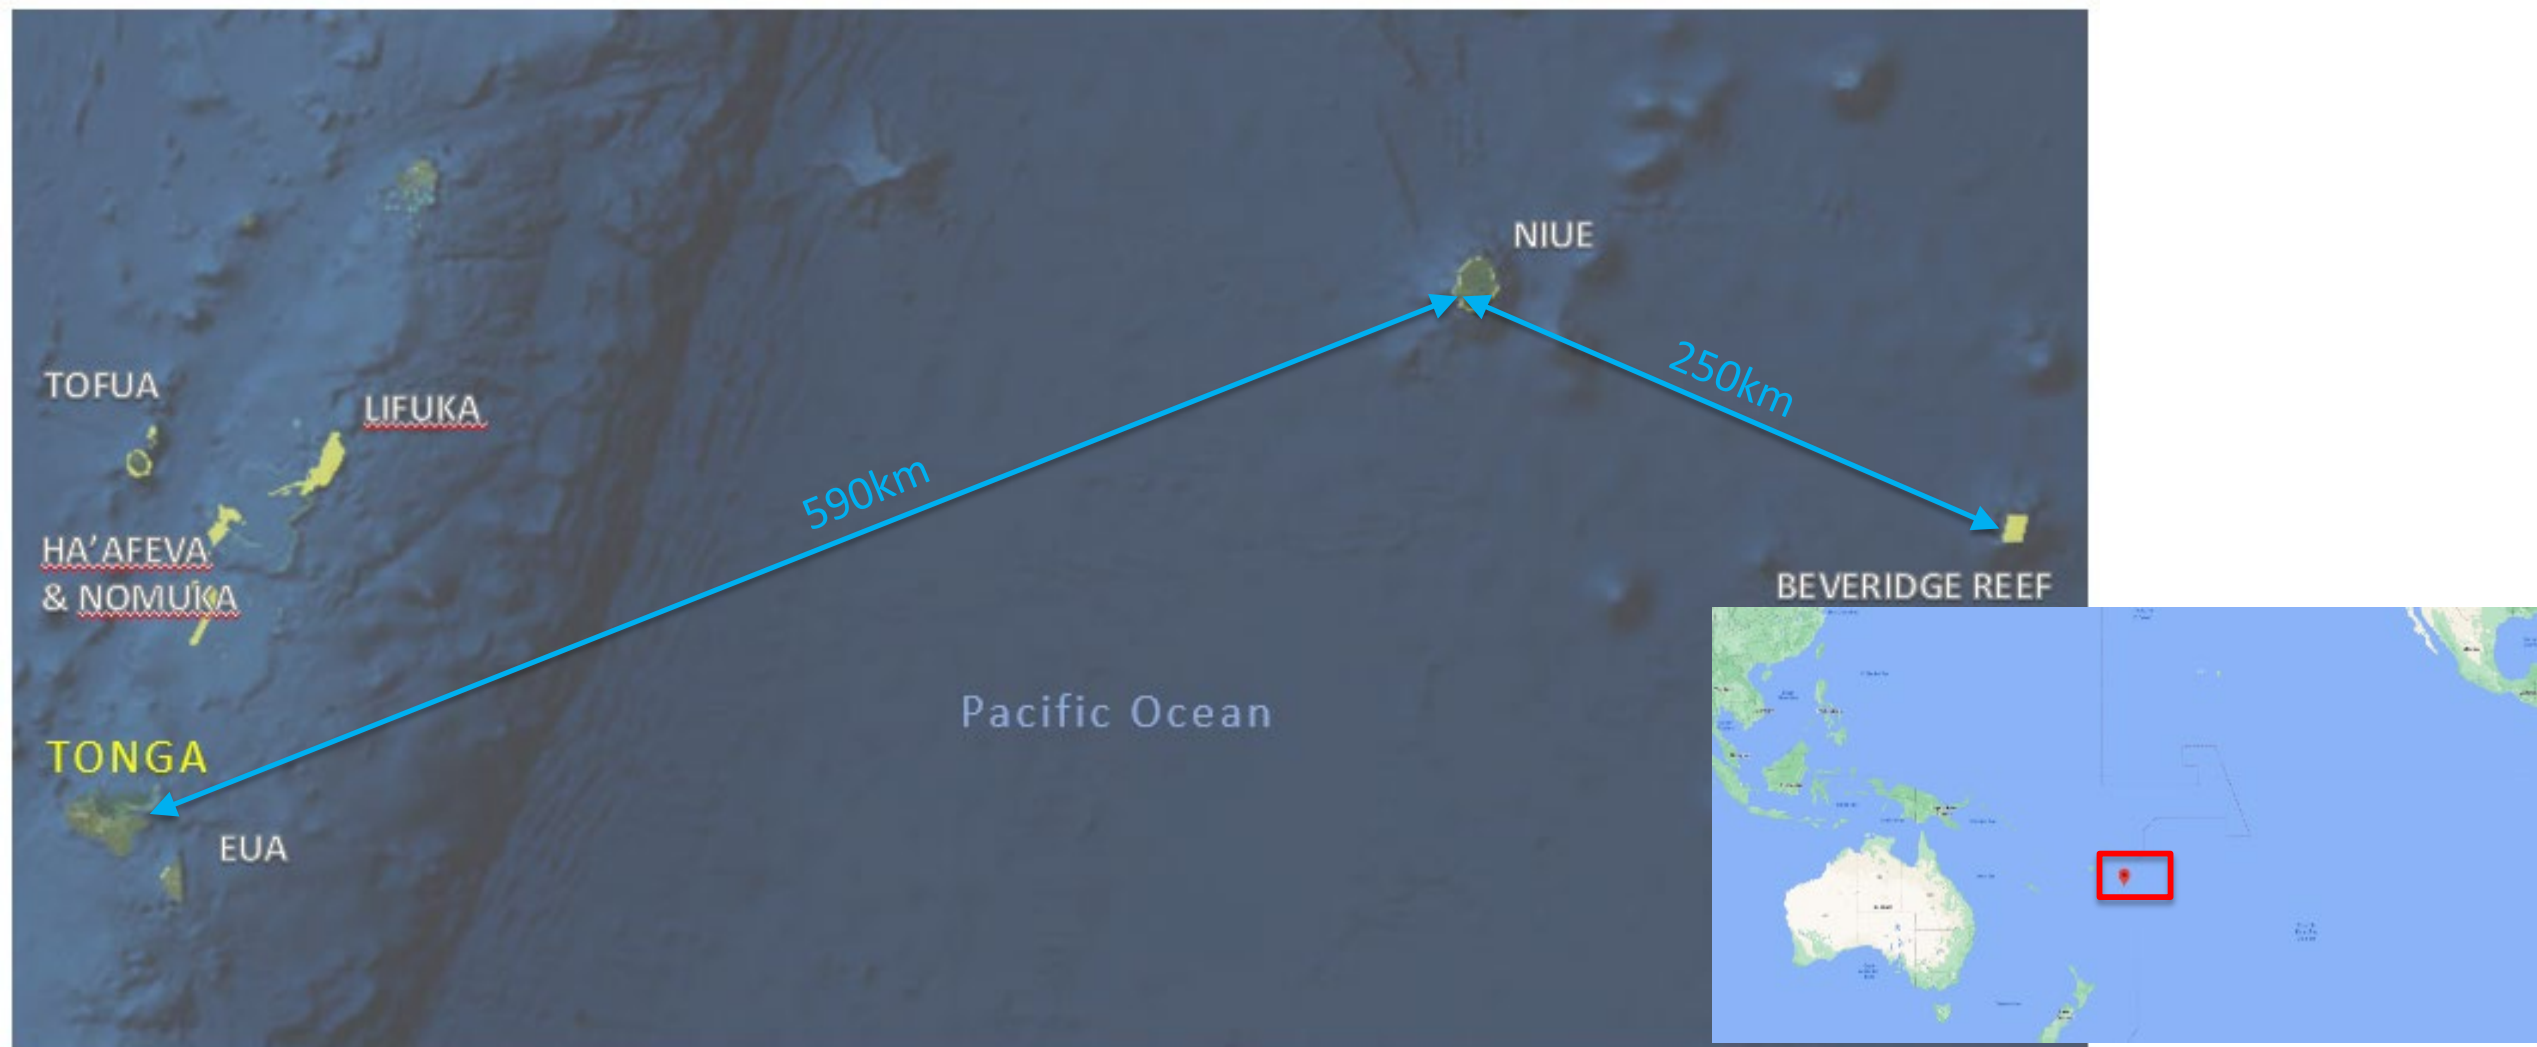 NIUE
TOFUA
LIFUKA
250km
590km
HA'AFEVA
& NOMUKA
BEVERIDGE REEF
Pacific Ocean
TONGA
EUA